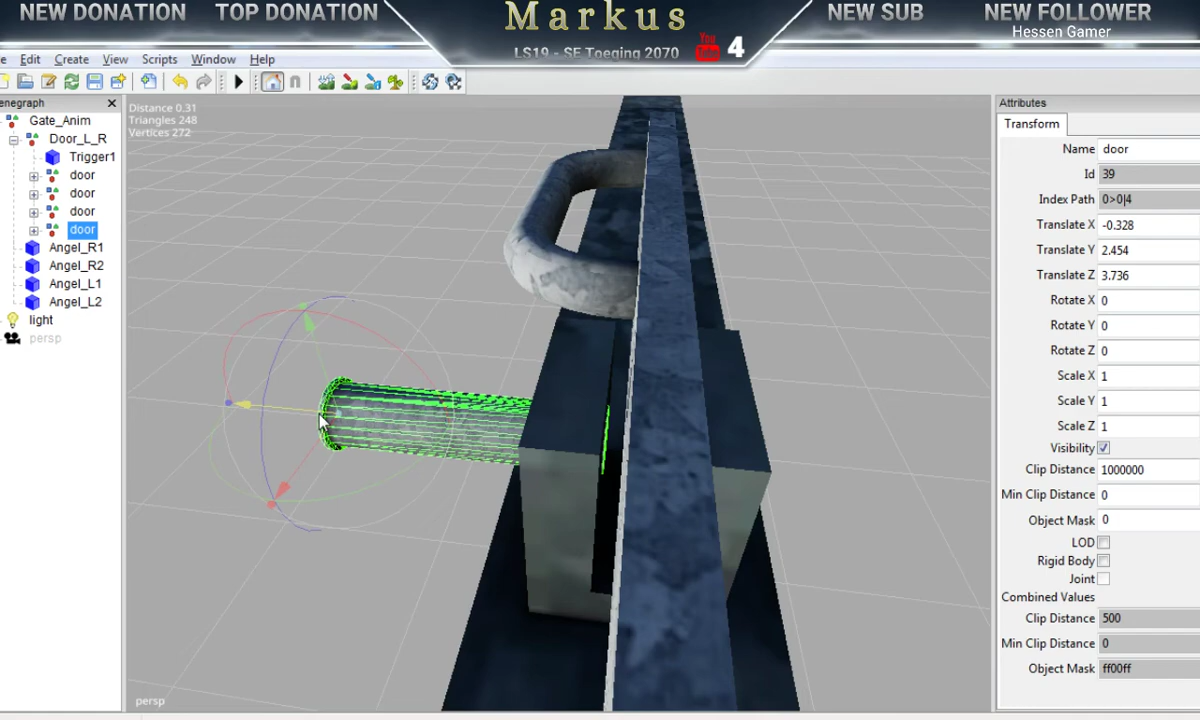 NEW DONATION
TOP DONATION
Markus
LS19 - SE Toeging 2070
You
Tube
4
NEW SUB
NEW FOLLOWER
Hessen Gamer
e Edit Create View Scripts Window Help
enegraph
Distance 0.31
Triangles 248
Vertices 272
Gate_Anim
Door_L_R
Trigger1
door
door
door
door
Angel_R1
Angel_R2
Angel_L1
Angel_L2
light
persp
persp
Attributes
Transform
Name door
Id 39
Index Path 0>0|4
Translate X -0.328
Translate Y 2.454
Translate Z 3.736
Rotate X 0
Rotate Y 0
Rotate Z 0
Scale X 1
Scale Y 1
Scale Z 1
Visibility
Clip Distance 1000000
Min Clip Distance 0
Object Mask 0
LOD
Rigid Body
Joint
Combined Values
Clip Distance 500
Min Clip Distance 0
Object Mask ff00ff